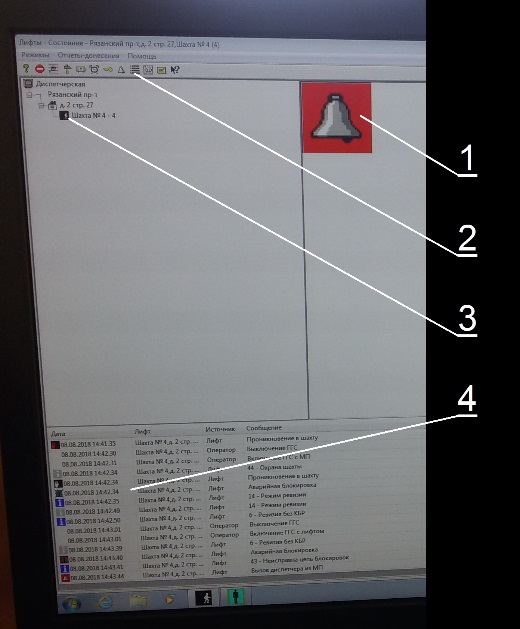 Лифты - Состояние - Рязанский пр-т,д. 2 стр. 27,Шахта № 4 (4)
Режимы Отчеты-донесения Помощь
Диспетчерская
Рязанский пр-т
д. 2 стр. 27
Шахта № 4 - 4
1
2
3
4
Дата Лифт Источник Сообщение
08.08.2018 14:41:35 Шахта № 4,д. 2 стр. ... Лифт Проникновение в шахту
08.08.2018 14:42:30 Шахта № 4,д. 2 стр. ... Оператор Выключение ГГС
08.08.2018 14:42:31 Шахта № 4,д. 2 стр. ... Оператор Включение ГГС с МП
08.08.2018 14:42:34 Шахта № 4,д. 2 стр. ... 46 - Охрана шахты
08.08.2018 14:42:34 Шахта № 4,д. 2 стр. ... Лифт Проникновение в шахту
08.08.2018 14:42:34 Шахта № 4,д. 2 стр. ... Лифт Аварийная блокировка
08.08.2018 14:42:35 Шахта № 4,д. 2 стр. ... Лифт 14 - Режим ревизии
08.08.2018 14:42:49 Шахта № 4,д. 2 стр. ... Лифт 14 - Режим ревизии
08.08.2018 14:42:50 Шахта № 4,д. 2 стр. ... Лифт 6 - Ревизия без КБР
08.08.2018 14:43:01 Шахта № 4,д. 2 стр. ... Оператор Выключение ГГС
08.08.2018 14:43:01 Шахта № 4,д. 2 стр. ... Оператор Включение ГГС с лифтом
08.08.2018 14:43:39 Шахта № 4,д. 2 стр. ... Лифт 6 - Ревизия без КБР
08.08.2018 14:43:40 Шахта № 4,д. 2 стр. ... Лифт Аварийная блокировка
08.08.2018 14:43:41 Шахта № 4,д. 2 стр. ... Лифт 43 - Неисправна цепь блокировок
08.08.2018 14:43:44 Шахта № 4,д. 2 стр. ... Лифт Вызов диспетчера из МП